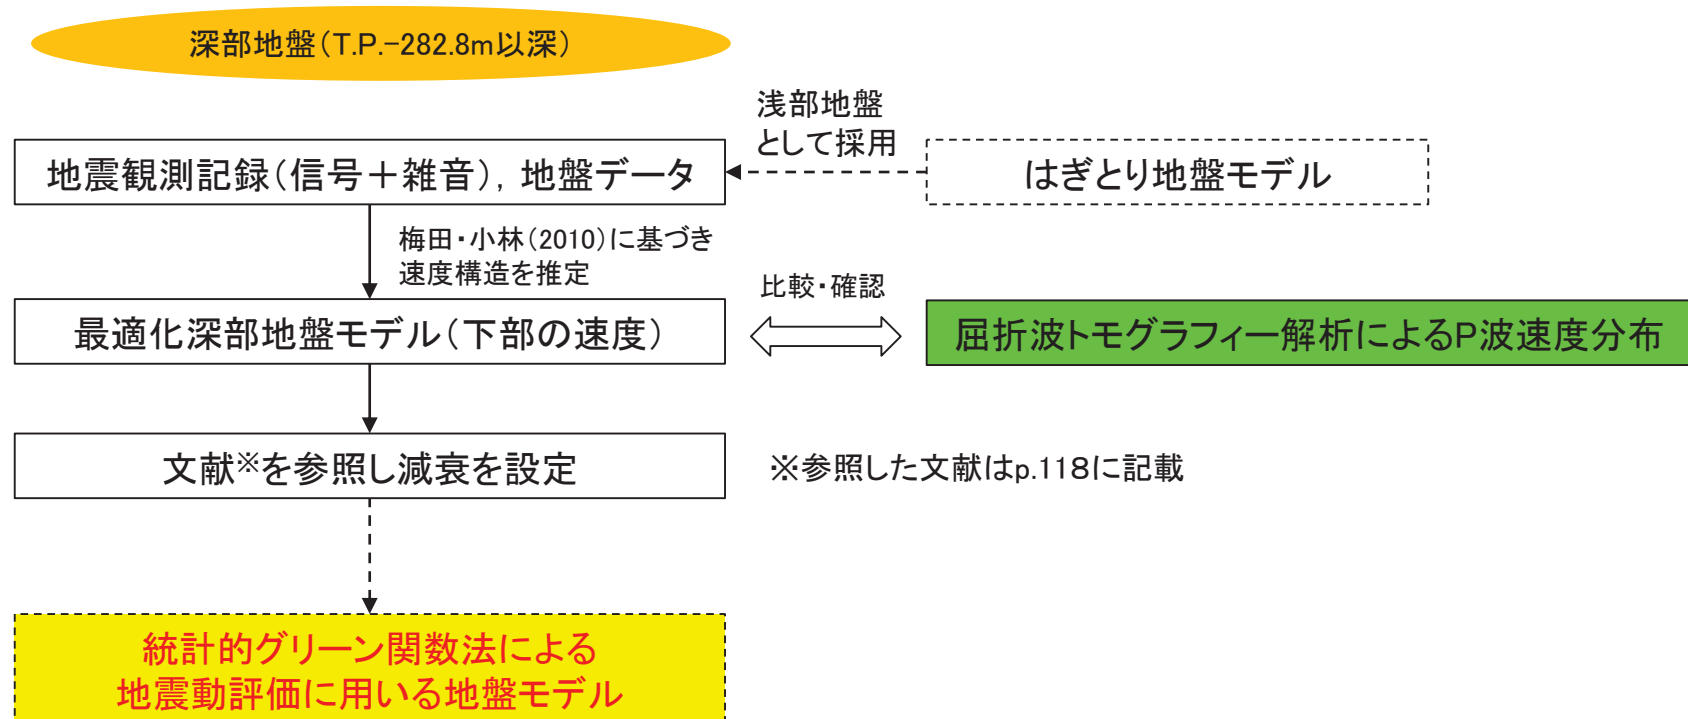 深部地盤(T.P.-282.8m以深)
浅部地盤
として採用
地震観測記録(信号＋雑音), 地盤データ
はぎとり地盤モデル
梅田・小林(2010)に基づき
速度構造を推定
比較・確認
最適化深部地盤モデル(下部の速度)
屈折波トモグラフィー解析によるP波速度分布
文献※を参照し減衰を設定
※参照した文献はp.118に記載
統計的グリーン関数法による
地震動評価に用いる地盤モデル